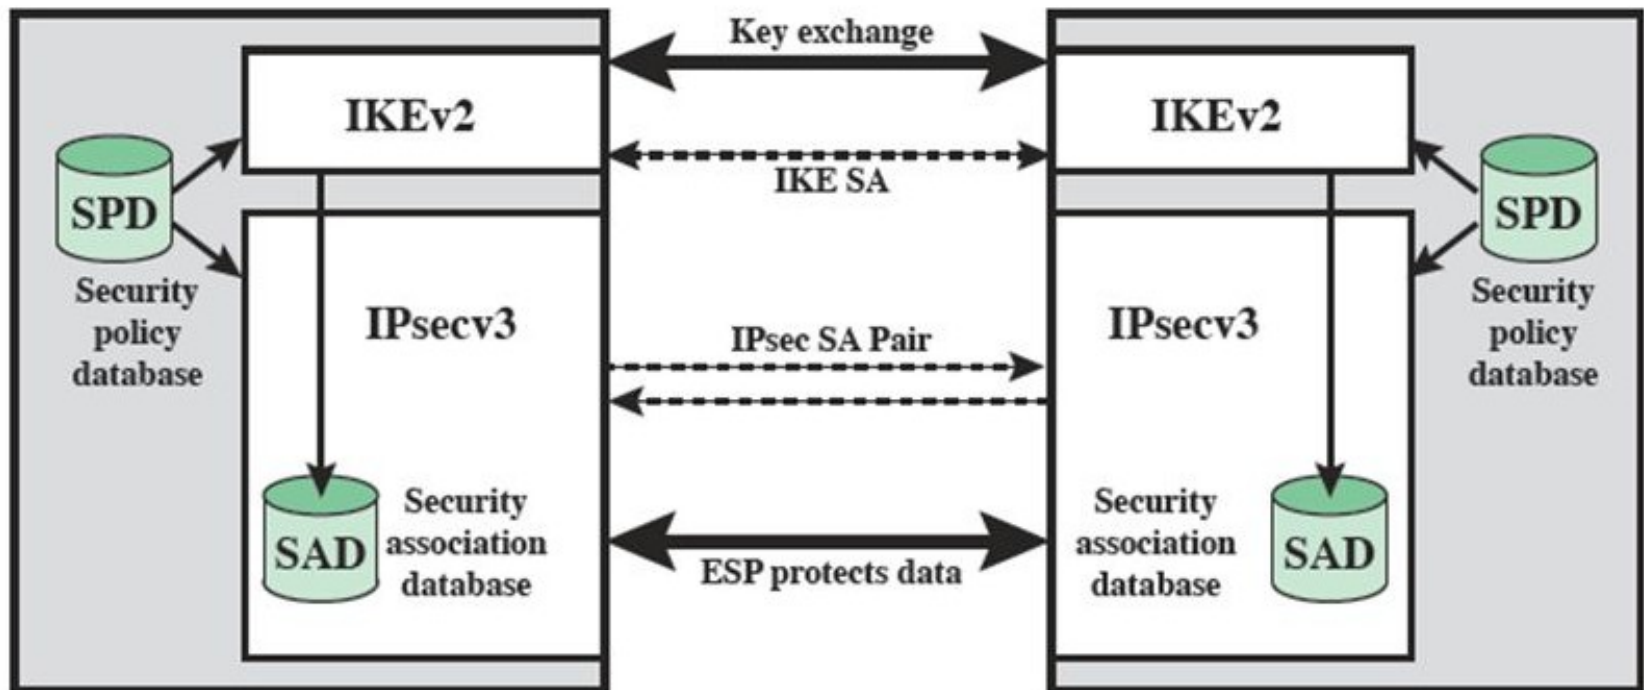 Key exchange
IKEv2
IKEv2
IKE SA
SPD
SPD
Security
policy
database
Security
policy
database
IPsecv3
IPsecv3
IPsec SA Pair
SAD
Security
association
database
Security
association
database
SAD
ESP protects data